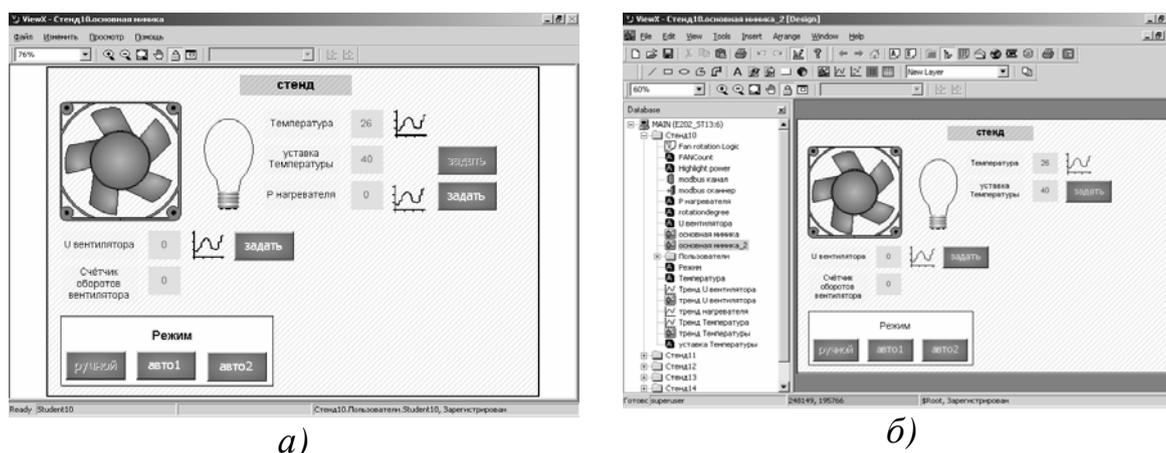 ViewX - Стенд10.основная мимика
Файл Изменить Просмотр Помощь
76%
стенд
Температура 26
уставка
Температуры 40 задать
P нагревателя 0 задать
U вентилятора 0 задать
Счётчик
оборотов
вентилятора 0
Режим
ручной авто1 авто2
Ready Student10 Стенд10.Пользователи.Student10, Зарегистрирован
а)
ViewX - Стенд10.основная мимика_2 [Design]
File Edit View Tools Insert Arrange Window Help
New Layer
60%
Database
MAIN (E202_ST13:6)
Стенд10
Fan rotation Logic
FANCount
Highlight power
modbus канал
modbus сканнер
P нагревателя
rotationdegree
U вентилятора
основная мимика
основная мимика_2
Пользователи
Режим
Температура
Тренд U вентилятора
тренд U вентилятора
тренд нагревателя
Тренд Температура
тренд Температуры
уставка Температуры
Стенд11
Стенд12
Стенд13
Стенд14
стенд
Температура 26
уставка
Температуры 40 задать
U вентилятора 0 задать
Счётчик
оборотов
вентилятора 0
Режим
ручной авто1 авто2
Готово superuser 248149, 195766 $Root, Зарегистрирован
б)